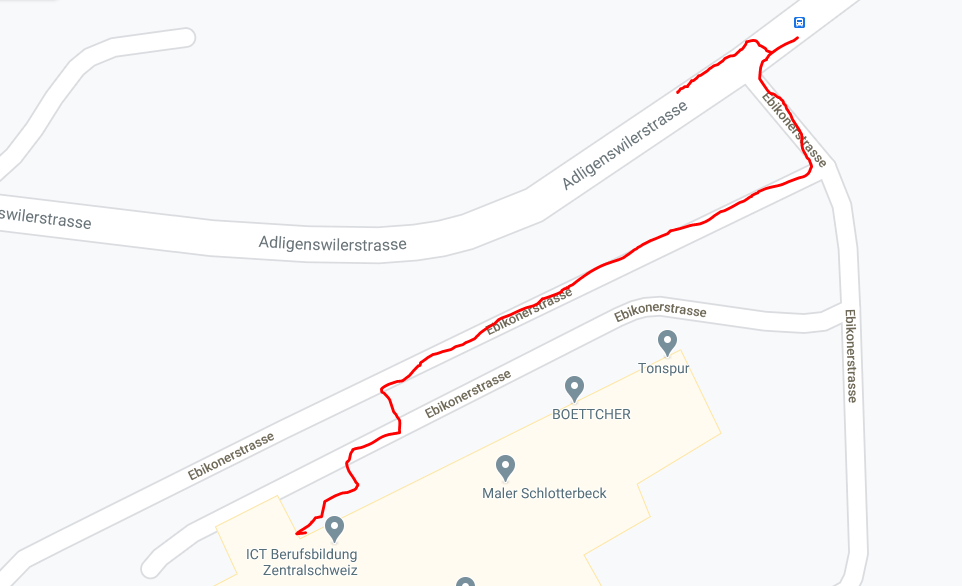 Ebikonerstrasse
Adligenswilerstrasse
swilerstrasse
Adligenswilerstrasse
Ebikonerstrasse
Ebikonerstrasse
Ebikonerstrasse
Tonspur
Ebikonerstrasse
BOETTCHER
Ebikonerstrasse
Maler Schlotterbeck
ICT Berufsbildung
Zentralschweiz